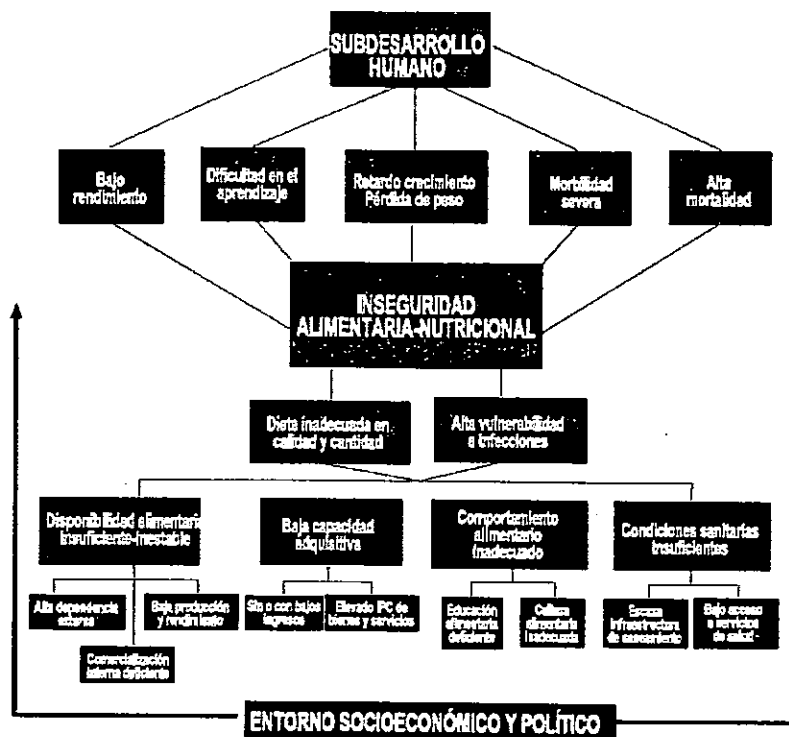 SUBDESARROLLO
HUMANO
Bajo
rendimiento
Dificultad en el
aprendizaje
Retardo crecimiento
Pérdida de peso
Morbilidad
severa
Alta
mortalidad
INSEGURIDAD
ALIMENTARIA-NUTRICIONAL
Dieta inadecuada en
calidad y cantidad
Alta vulnerabilidad
a infecciones
Disponibilidad alimentaria
insuficiente-inestable
Baja capacidad
adquisitiva
Comportamiento
alimentario
inadecuado
Condiciones sanitarias
insuficientes
Alta dependencia
externa
Baja producción
y rendimiento
Comercialización
interna deficiente
Sin o con bajos
ingresos
Elevado IPC de
bienes y servicios
Educación
alimentaria
deficiente
Cultura
alimentaria
inadecuada
Escasa
infraestructura
de saneamiento
Bajo acceso
a servicios
de salud
ENTORNO SOCIOECONÓMICO Y POLÍTICO